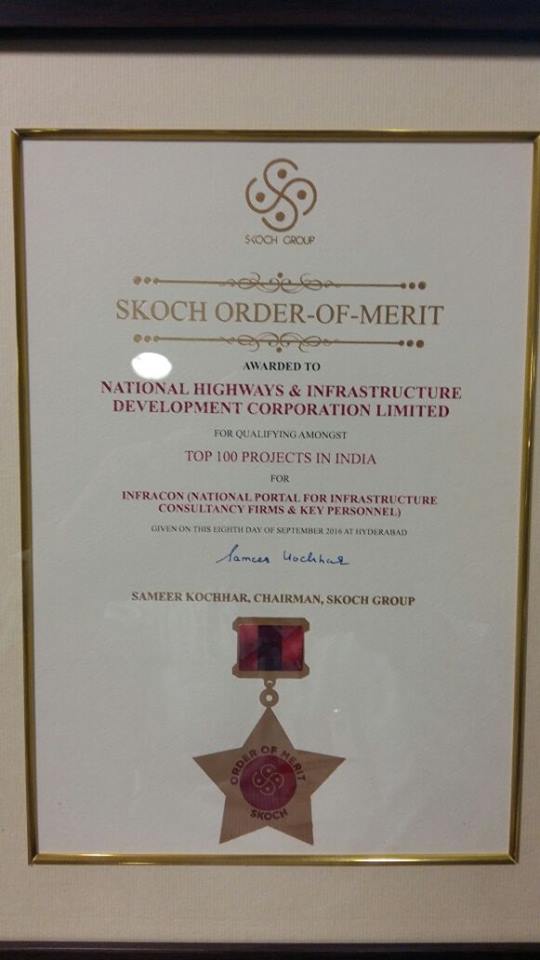 SKOCH GROUP
SKOCH ORDER-OF-MERIT
AWARDED TO
NATIONAL HIGHWAYS & INFRASTRUCTURE
DEVELOPMENT CORPORATION LIMITED
FOR QUALIFYING AMONGST
TOP 100 PROJECTS IN INDIA
FOR
INFRACON (NATIONAL PORTAL FOR INFRASTRUCTURE
CONSULTANCY FIRMS & KEY PERSONNEL)
GIVEN ON THIS EIGHTH DAY OF SEPTEMBER 2016 AT HYDERABAD
Sameer Kochhar
SAMEER KOCHHAR, CHAIRMAN, SKOCH GROUP
ORDER OF MERIT
SKOCH